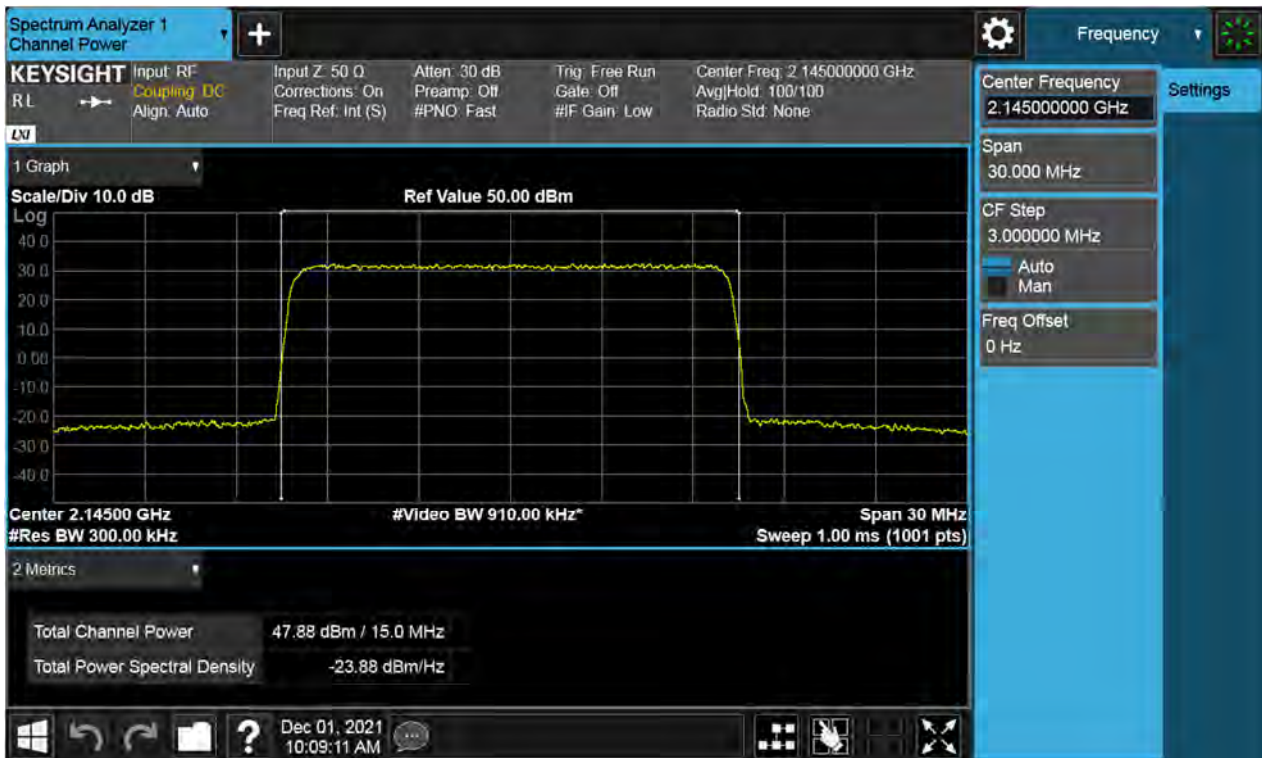 Spectrum Analyzer 1
Channel Power
+
Frequency
KEYSIGHT
RL
LXI
Input: RF
Coupling: DC
Align: Auto
Input Z: 50 Ω
Corrections: On
Freq Ref: Int (S)
Atten: 30 dB
Preamp: Off
#PNO: Fast
Trig: Free Run
Gate: Off
#IF Gain: Low
Center Freq: 2.145000000 GHz
Avg|Hold: 100/100
Radio Std: None
Center Frequency
2.145000000 GHz
Settings
Span
30.000 MHz
CF Step
3.000000 MHz
Auto
Man
Freq Offset
0 Hz
1 Graph
Scale/Div 10.0 dB
Ref Value 50.00 dBm
Log
40.0
30.0
20.0
10.0
0.00
-10.0
-20.0
-30.0
-40.0
Center 2.14500 GHz
#Video BW 910.00 kHz*
Span 30 MHz
#Res BW 300.00 kHz
Sweep 1.00 ms (1001 pts)
2 Metrics
Total Channel Power 47.88 dBm / 15.0 MHz
Total Power Spectral Density -23.88 dBm/Hz
?
Dec 01, 2021
10:09:11 AM